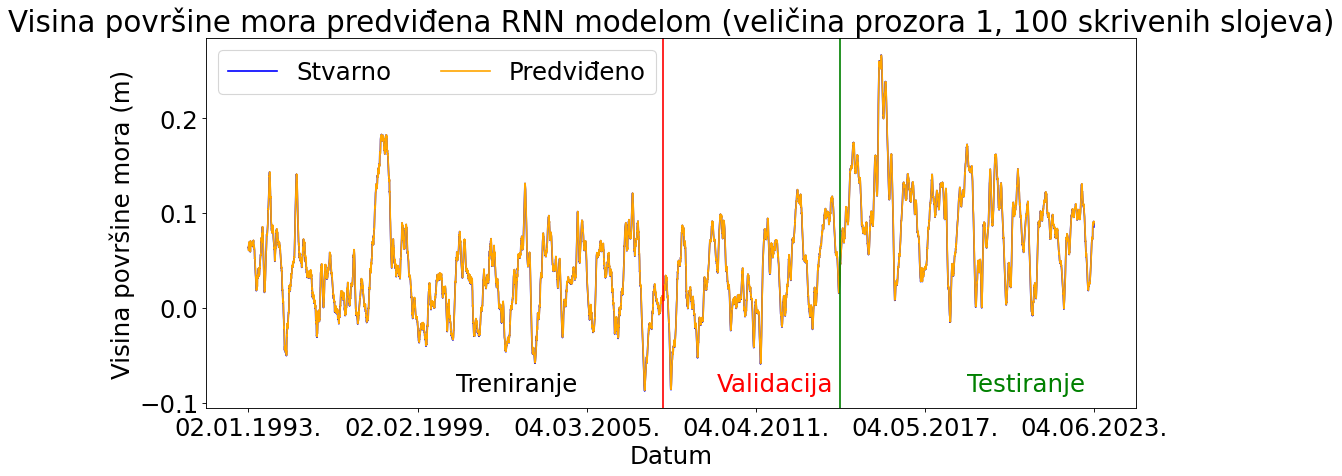 Visina površine mora predviđena RNN modelom (veličina prozora 1, 100 skrivenih slojeva)
Stvarno
Predviđeno
Visina površine mora (m)
0.2
0.1
0.0
−0.1
Treniranje
Validacija
Testiranje
02.01.1993.
02.02.1999.
04.03.2005.
04.04.2011.
04.05.2017.
04.06.2023.
Datum